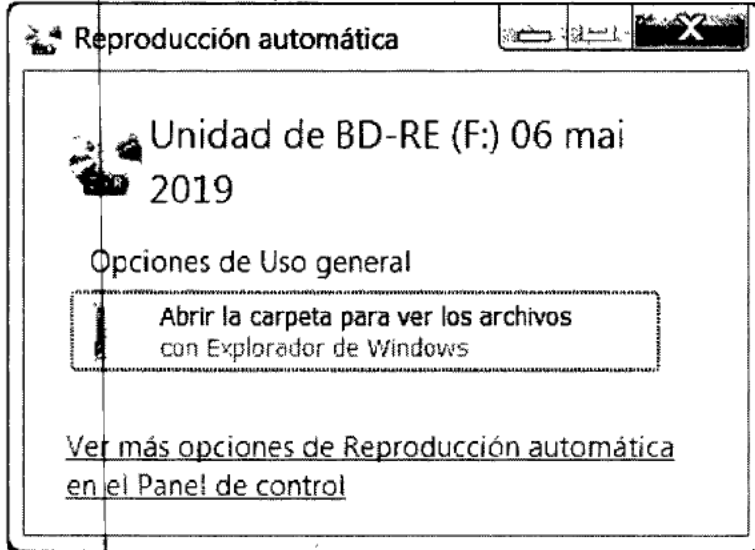 Reproducción automática
Unidad de BD-RE (F:) 06 mai
2019
Opciones de Uso general
Abrir la carpeta para ver los archivos
con Explorador de Windows
Ver más opciones de Reproducción automática
en el Panel de control